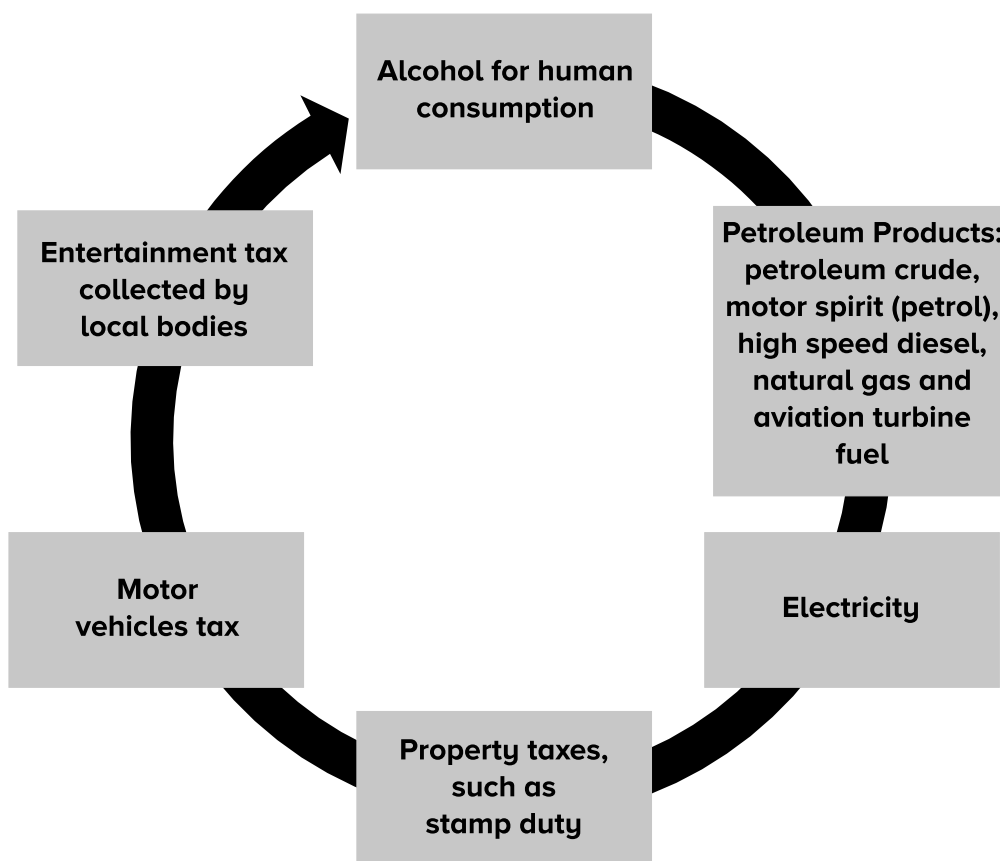 Alcohol for human
consumption
Petroleum Products:
petroleum crude,
motor spirit (petrol),
high speed diesel,
natural gas and
aviation turbine
fuel
Electricity
Property taxes,
such as
stamp duty
Motor
vehicles tax
Entertainment tax
collected by
local bodies